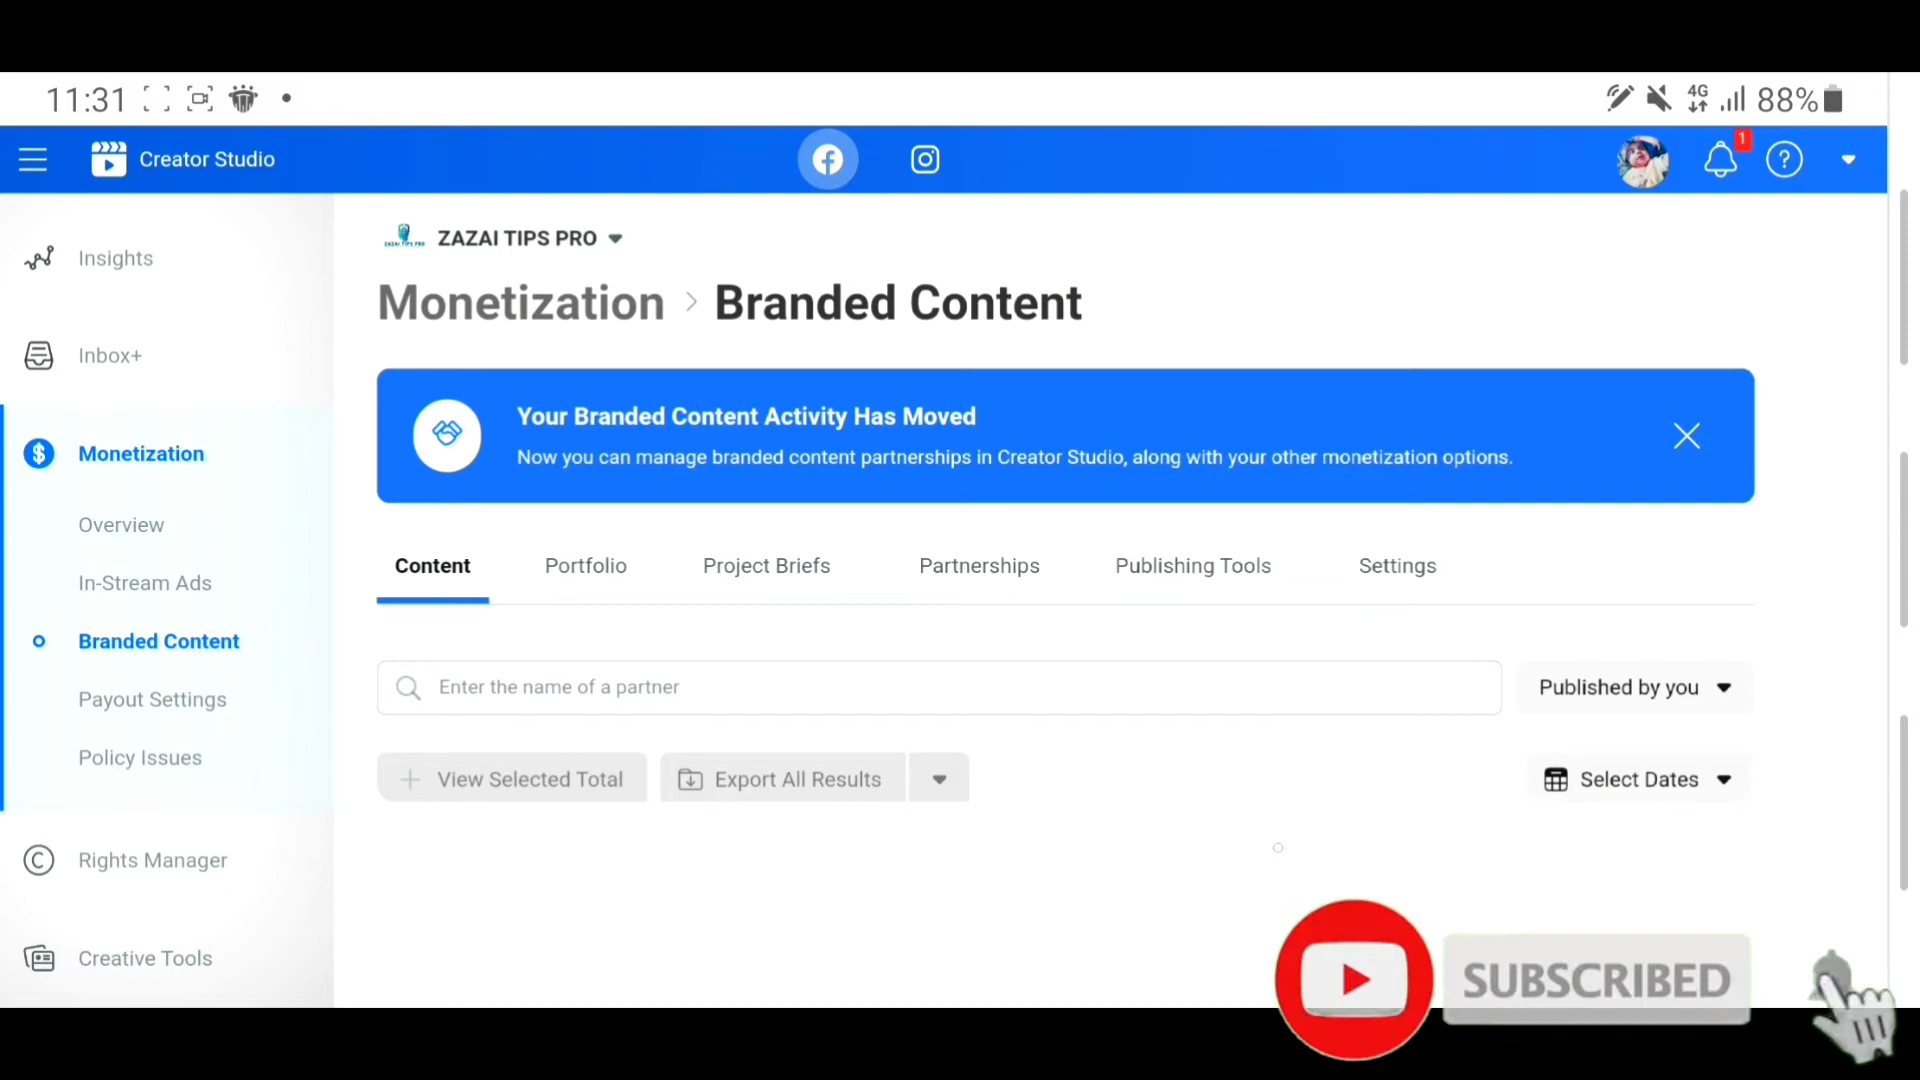 11:31
4G
88%
Creator Studio
1
Insights
Inbox+
Monetization
Overview
In-Stream Ads
Branded Content
Payout Settings
Policy Issues
Rights Manager
Creative Tools
ZAZAI TIPS PRO
ZAZAI TIPS PRO
Monetization > Branded Content
Your Branded Content Activity Has Moved
Now you can manage branded content partnerships in Creator Studio, along with your other monetization options.
Content Portfolio Project Briefs Partnerships Publishing Tools Settings
Enter the name of a partner
Published by you
View Selected Total
Export All Results
Select Dates
SUBSCRIBED